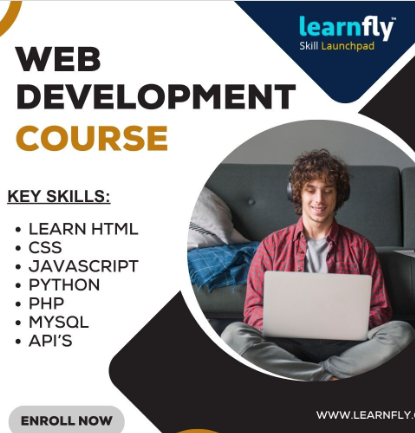 learnfly™
Skill Launchpad
WEB
DEVELOPMENT
COURSE
KEY SKILLS:
• LEARN HTML
• CSS
• JAVASCRIPT
• PYTHON
• PHP
• MYSQL
• API'S
ENROLL NOW
WWW.LEARNFLY.